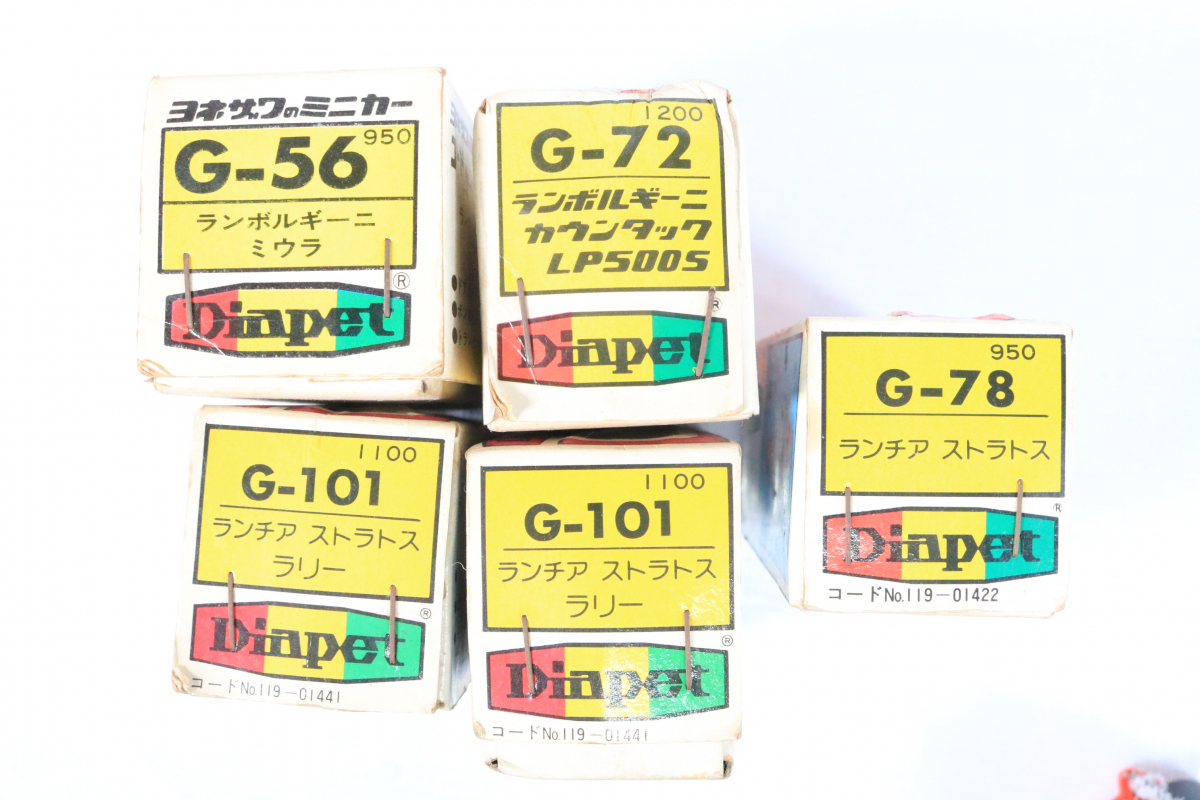 ヨネザワのミニカー
950
G-56
ランボルギーニ
ミウラ
®
Diapet
1200
G-72
ランボルギーニ
カウンタック
LP500S
®
Diapet
950
G-78
ランチア ストラトス
®
Diapet
コードNo.119-01422
1100
G-101
ランチア ストラトス
ラリー
®
Diapet
コードNo.119-01441
1100
G-101
ランチア ストラトス
ラリー
®
Diapet
コードNo.119-01441